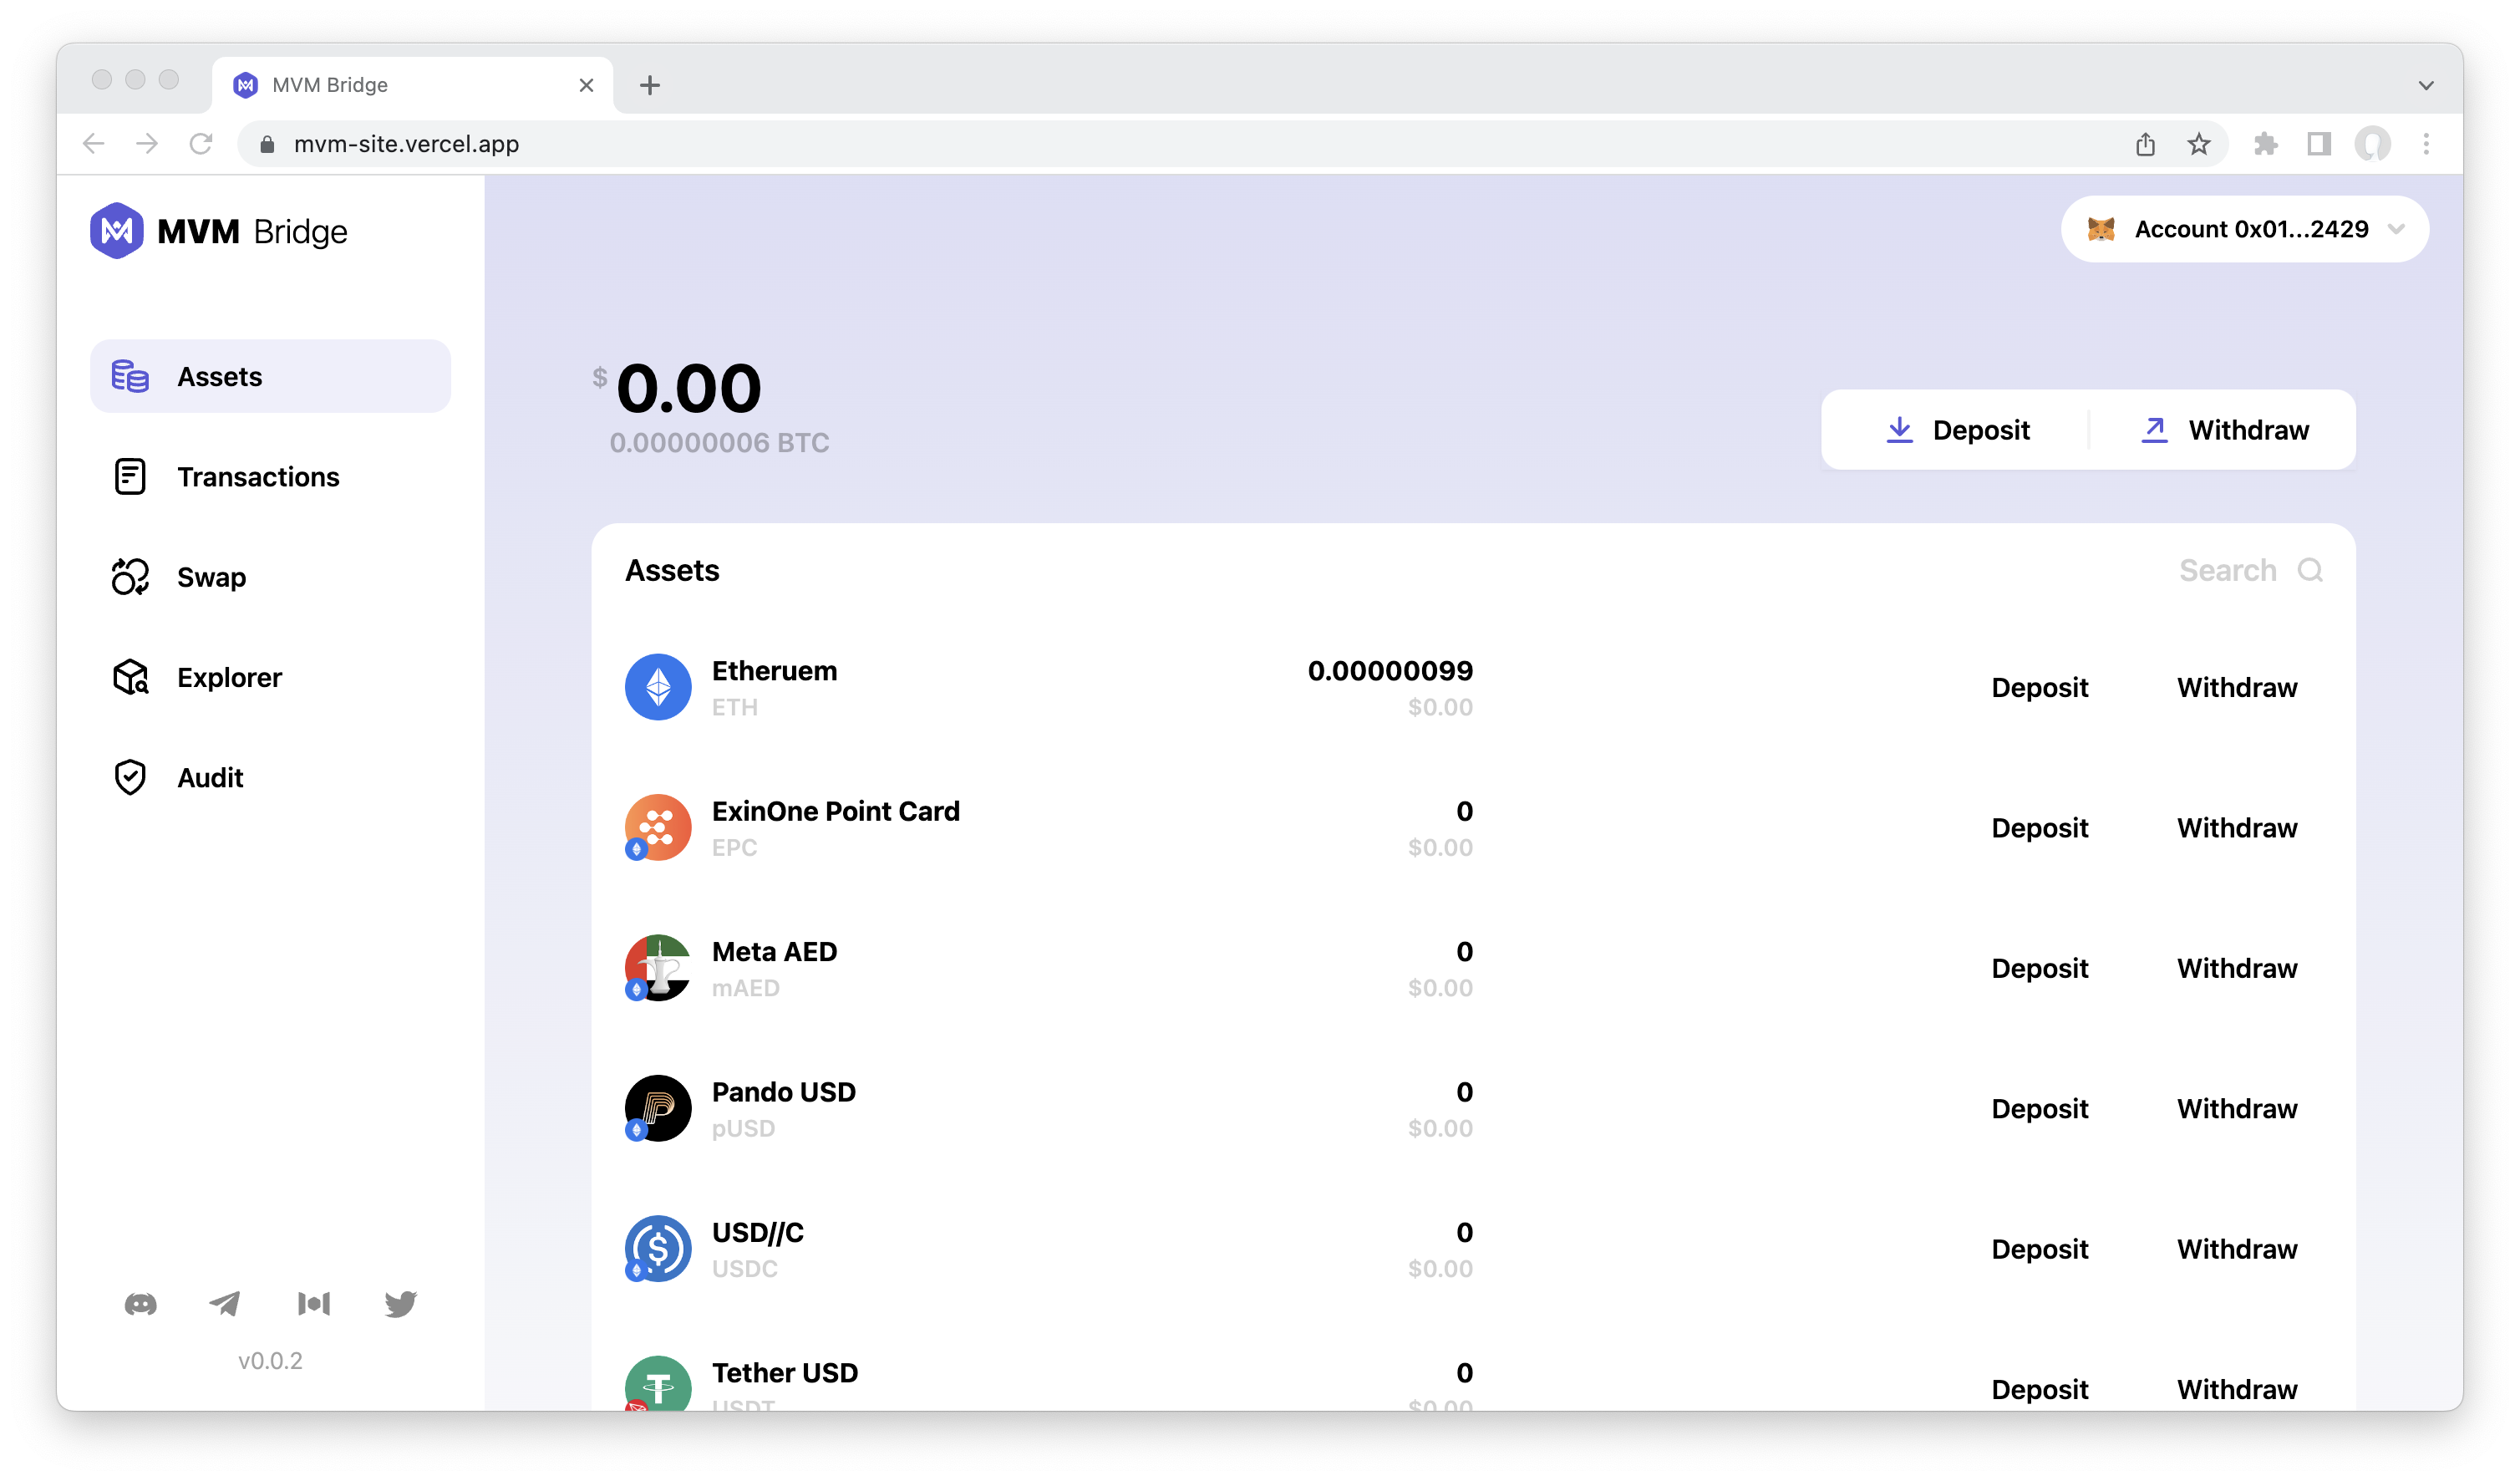 MVM Bridge
mvm-site.vercel.app
MVM Bridge
Account 0x01...2429
Assets
Transactions
Swap
Explorer
Audit
$ 0.00
0.00000006 BTC
Deposit Withdraw
Assets Search
Etheruem 0.00000099
ETH $0.00
Deposit Withdraw
ExinOne Point Card 0
EPC $0.00
Deposit Withdraw
Meta AED 0
mAED $0.00
Deposit Withdraw
Pando USD 0
pUSD $0.00
Deposit Withdraw
USD//C 0
USDC $0.00
Deposit Withdraw
Tether USD 0
USDT $0.00
Deposit Withdraw
v0.0.2